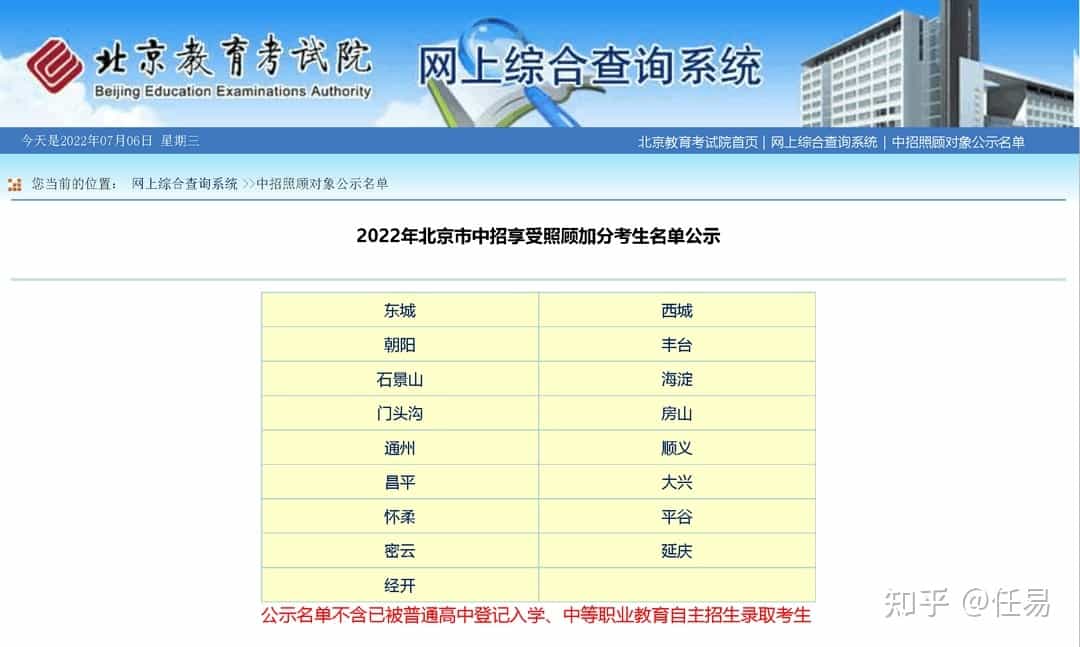 北京教育考试院
Beijing Education Examinations Authority
网上综合查询系统
今天是2022年07月06日 星期三
北京教育考试院首页 | 网上综合查询系统 | 中招照顾对象公示名单
您当前的位置： 网上综合查询系统 >>中招照顾对象公示名单
2022年北京市中招享受照顾加分考生名单公示
东城 西城
朝阳 丰台
石景山 海淀
门头沟 房山
通州 顺义
昌平 大兴
怀柔 平谷
密云 延庆
经开
公示名单不含已被普通高中登记入学、中等职业教育自主招生录取考生
知乎 @任易